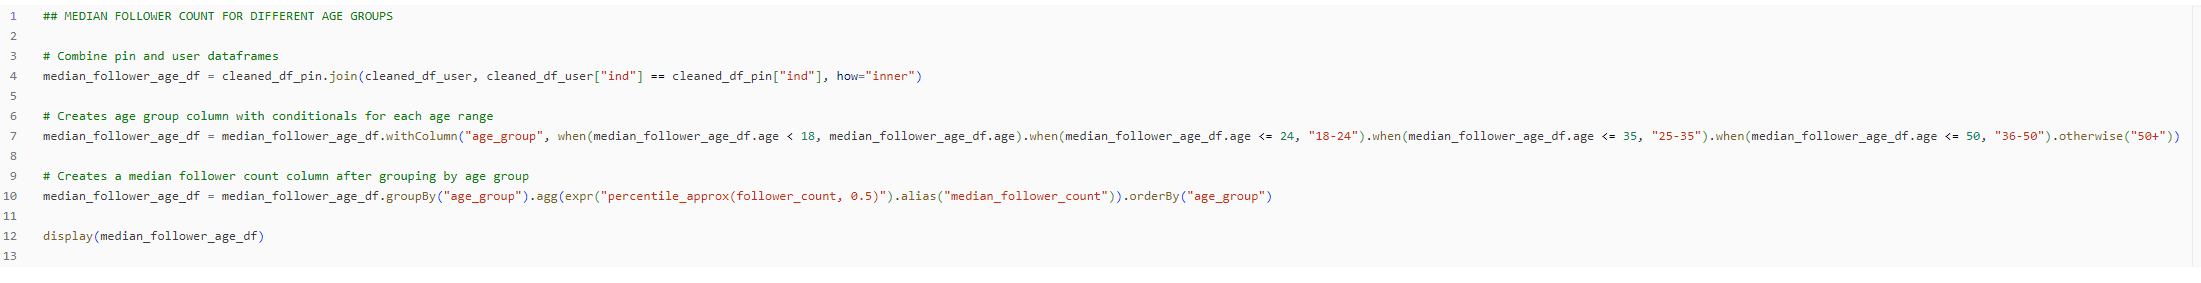 1 ## MEDIAN FOLLOWER COUNT FOR DIFFERENT AGE GROUPS
2
3 # Combine pin and user dataframes
4 median_follower_age_df = cleaned_df_pin.join(cleaned_df_user, cleaned_df_user["ind"] == cleaned_df_pin["ind"], how="inner")
5
6 # Creates age group column with conditionals for each age range
7 median_follower_age_df = median_follower_age_df.withColumn("age_group", when(median_follower_age_df.age < 18, median_follower_age_df.age).when(median_follower_age_df.age <= 24, "18-24").when(median_follower_age_df.age <= 35, "25-35").when(median_follower_age_df.age <= 50, "36-50").otherwise("50+"))
8
9 # Creates a median follower count column after grouping by age group
10 median_follower_age_df = median_follower_age_df.groupBy("age_group").agg(expr("percentile_approx(follower_count, 0.5)").alias("median_follower_count")).orderBy("age_group")
11
12 display(median_follower_age_df)
13